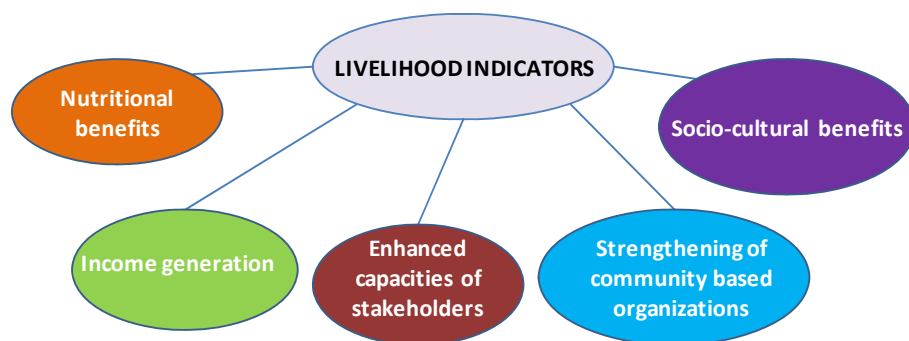 LIVELIHOOD INDICATORS
Nutritional
benefits
Socio-cultural benefits
Income generation
Enhanced
capacities of
stakeholders
Strengthening of
community based
organizations